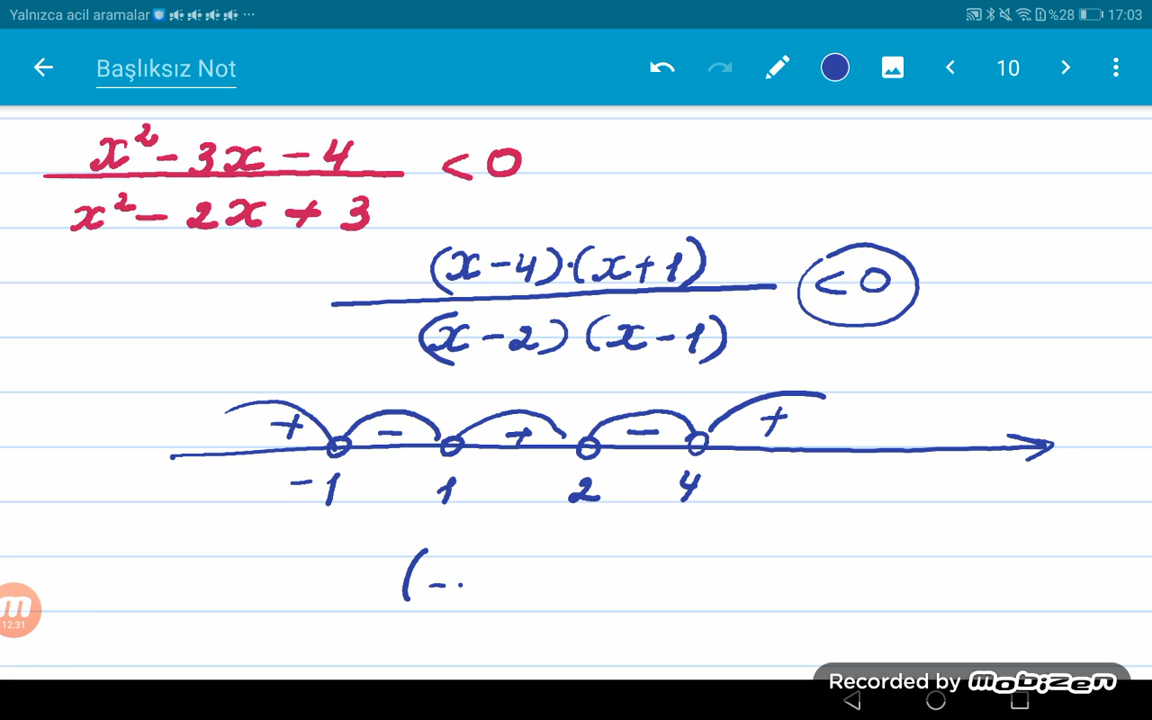 Yalnızca acil aramalar ... %28 17:03
Başlıksız Not 10
x² - 3x - 4
x² - 2x + 3
< 0
(x-4)·(x+1)
(x-2) (x-1)
< 0
+ - + - +
-1 1 2 4
(-.
12:31
Recorded by mobizen